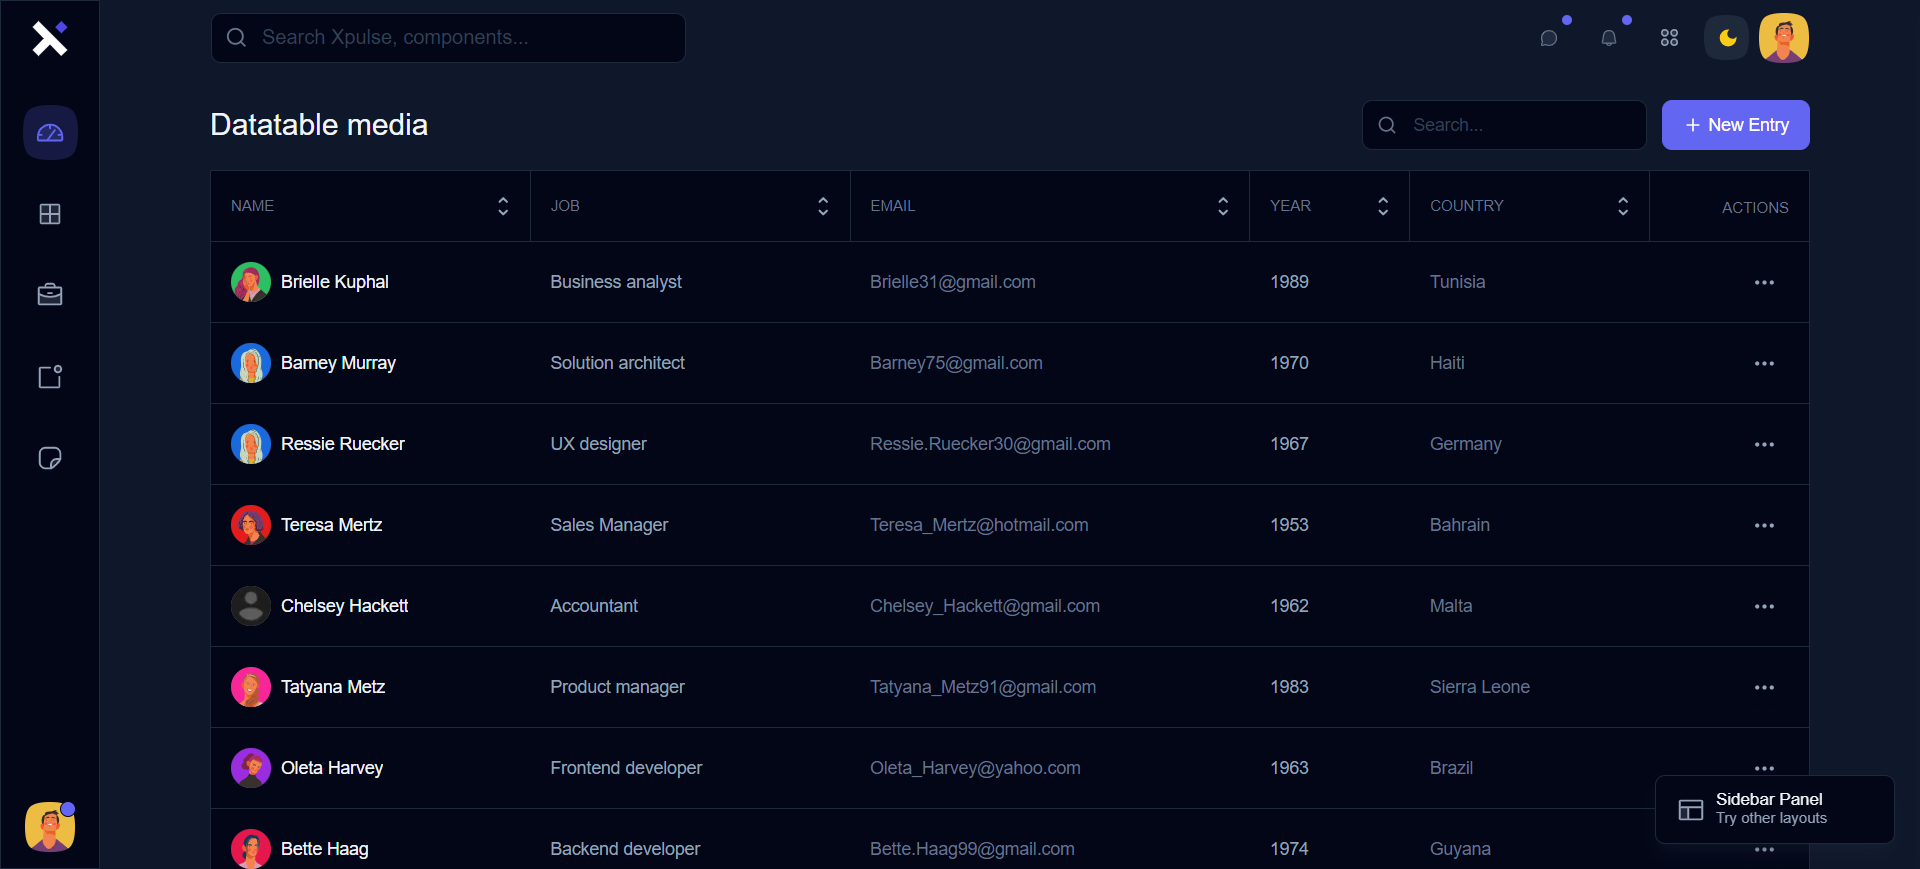 Search Xpulse, components...
Datatable media
Search...
New Entry
NAME JOB EMAIL YEAR COUNTRY ACTIONS
Brielle Kuphal Business analyst Brielle31@gmail.com 1989 Tunisia
Barney Murray Solution architect Barney75@gmail.com 1970 Haiti
Ressie Ruecker UX designer Ressie.Ruecker30@gmail.com 1967 Germany
Teresa Mertz Sales Manager Teresa_Mertz@hotmail.com 1953 Bahrain
Chelsey Hackett Accountant Chelsey_Hackett@gmail.com 1962 Malta
Tatyana Metz Product manager Tatyana_Metz91@gmail.com 1983 Sierra Leone
Oleta Harvey Frontend developer Oleta_Harvey@yahoo.com 1963 Brazil
Sidebar Panel
Try other layouts
Bette Haag Backend developer Bette.Haag99@gmail.com 1974 Guyana